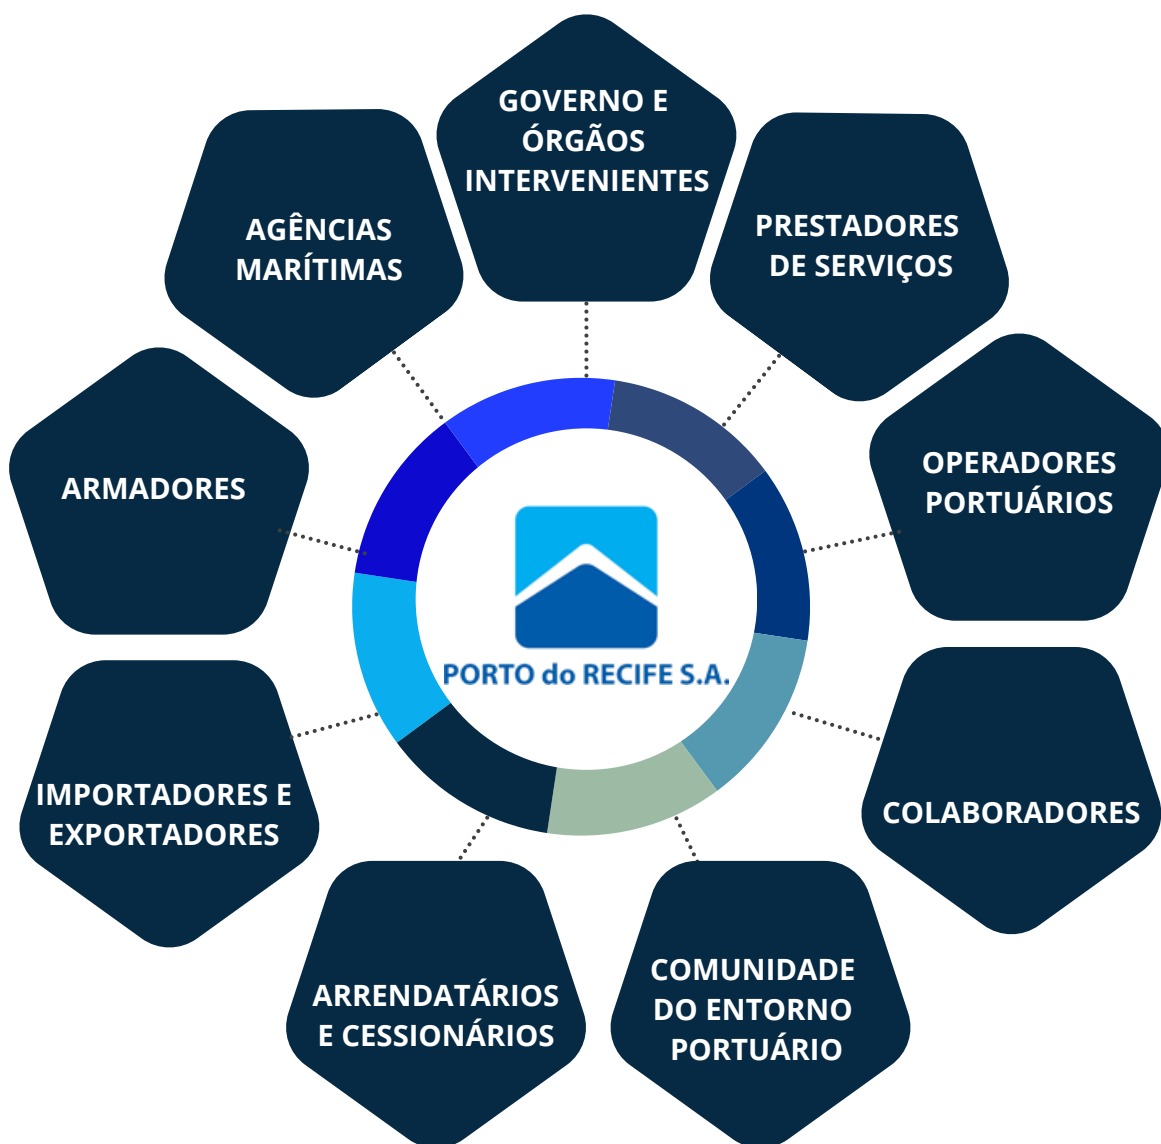 GOVERNO E
ÓRGÃOS
INTERVENIENTES
PRESTADORES
DE SERVIÇOS
OPERADORES
PORTUÁRIOS
COLABORADORES
COMUNIDADE
DO ENTORNO
PORTUÁRIO
ARRENDATÁRIOS
E CESSIONÁRIOS
IMPORTADORES E
EXPORTADORES
ARMADORES
AGÊNCIAS
MARÍTIMAS
PORTO do RECIFE S.A.